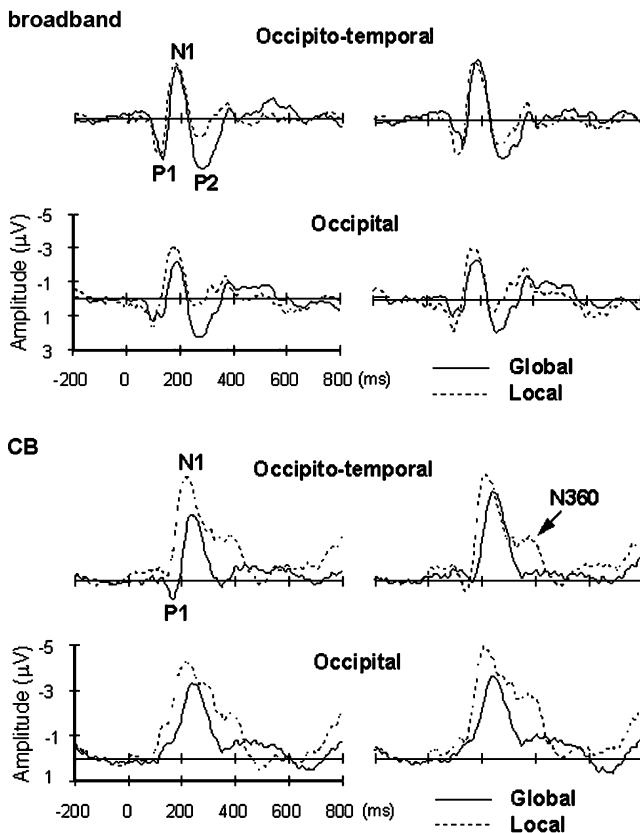 broadband
Occipito-temporal
N1
P1 P2
Occipital
Amplitude (µV)
-5
-3
-1
1
3
-200 0 200 400 600 800 (ms)
Global
Local
CB
N1
Occipito-temporal
N360
P1
Occipital
Amplitude (µV)
-5
-3
-1
1
-200 0 200 400 600 800 (ms)
Global
Local